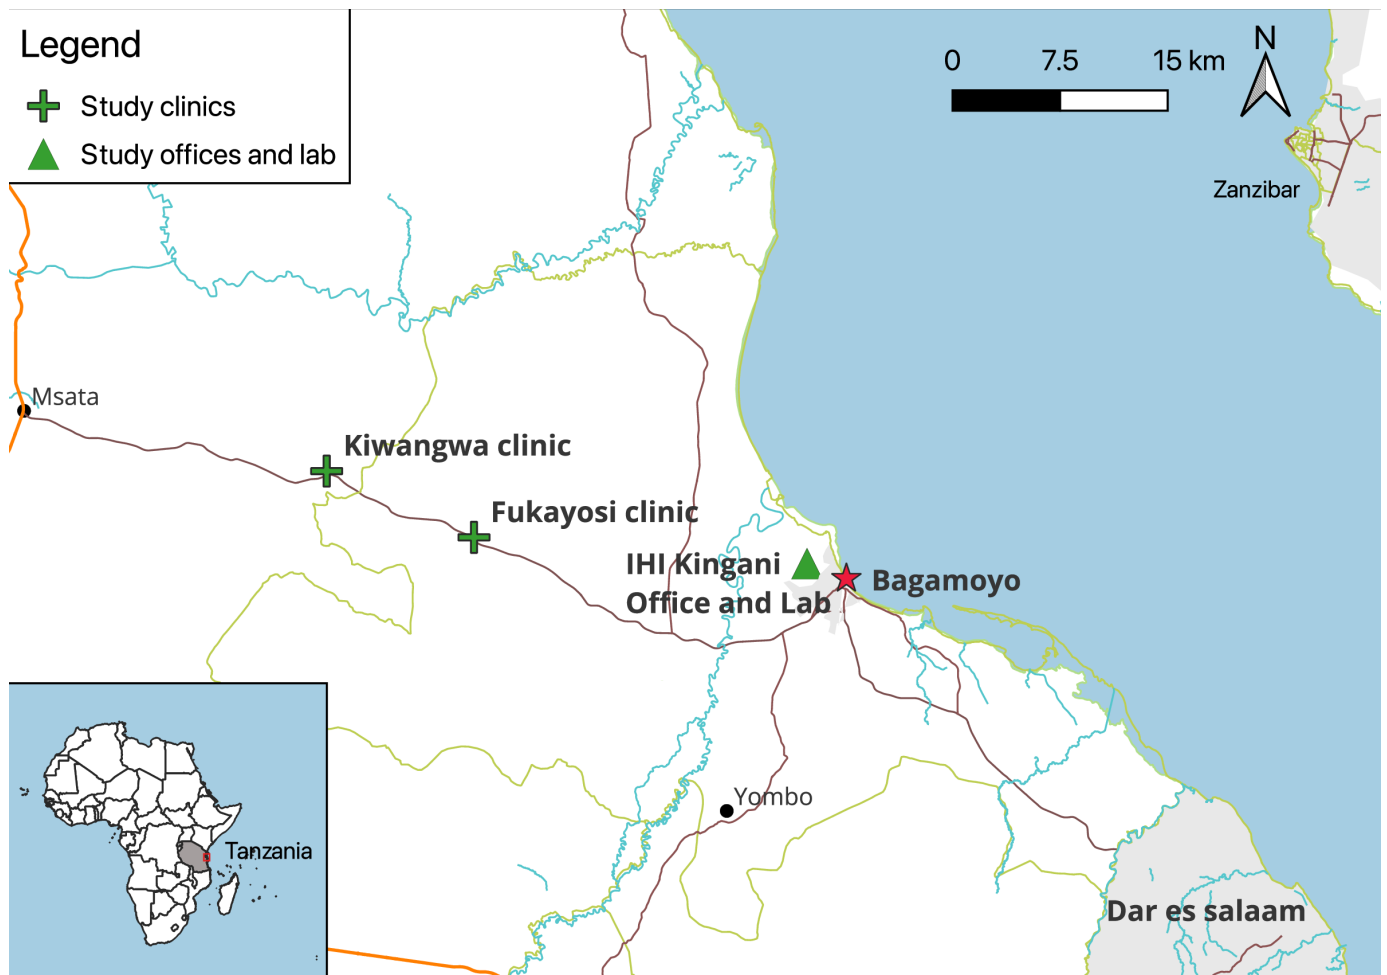 Legend
Study clinics
Study offices and lab
0 7.5 15 km
N
Zanzibar
Msata
Kiwangwa clinic
Fukayosi clinic
IHI Kingani
Office and Lab
Bagamoyo
Yombo
Tanzania
Dar es salaam